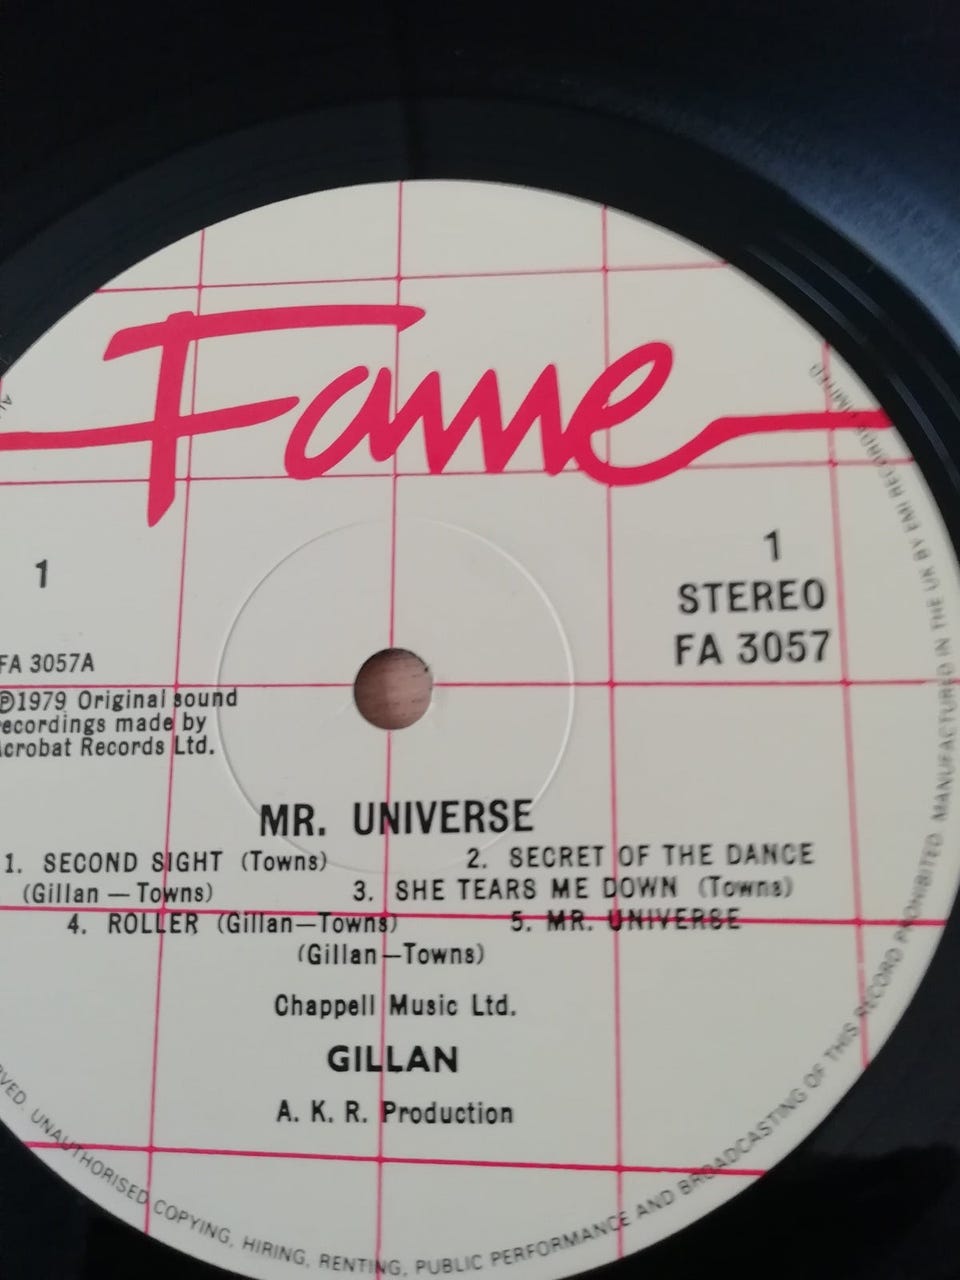 Fame
1
1
STEREO
FA 3057
FA 3057A
℗1979 Original sound
recordings made by
Acrobat Records Ltd.
MR. UNIVERSE
1. SECOND SIGHT (Towns) 2. SECRET OF THE DANCE
(Gillan — Towns) 3. SHE TEARS ME DOWN (Towns)
4. ROLLER (Gillan—Towns) 5. MR. UNIVERSE
(Gillan—Towns)
Chappell Music Ltd.
GILLAN
A. K. R. Production
MANUFACTURED IN THE UK BY EMI RECORDS LIMITED
UNAUTHORISED COPYING, HIRING, RENTING, PUBLIC PERFORMANCE AND BROADCASTING OF THIS RECORD PROHIBITED